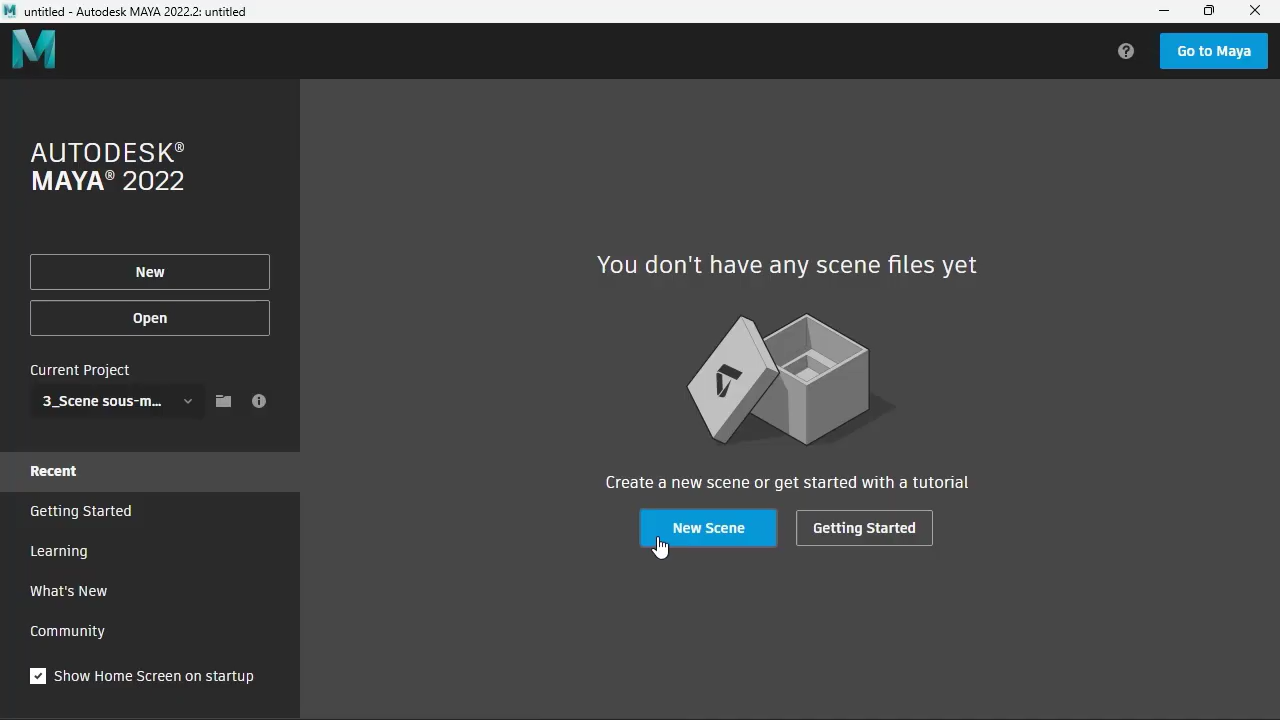 untitled - Autodesk MAYA 2022.2: untitled
Go to Maya
AUTODESK®
MAYA® 2022
New
Open
Current Project
3_Scene sous-m...
Recent
Getting Started
Learning
What's New
Community
Show Home Screen on startup
You don't have any scene files yet
Create a new scene or get started with a tutorial
New Scene
Getting Started